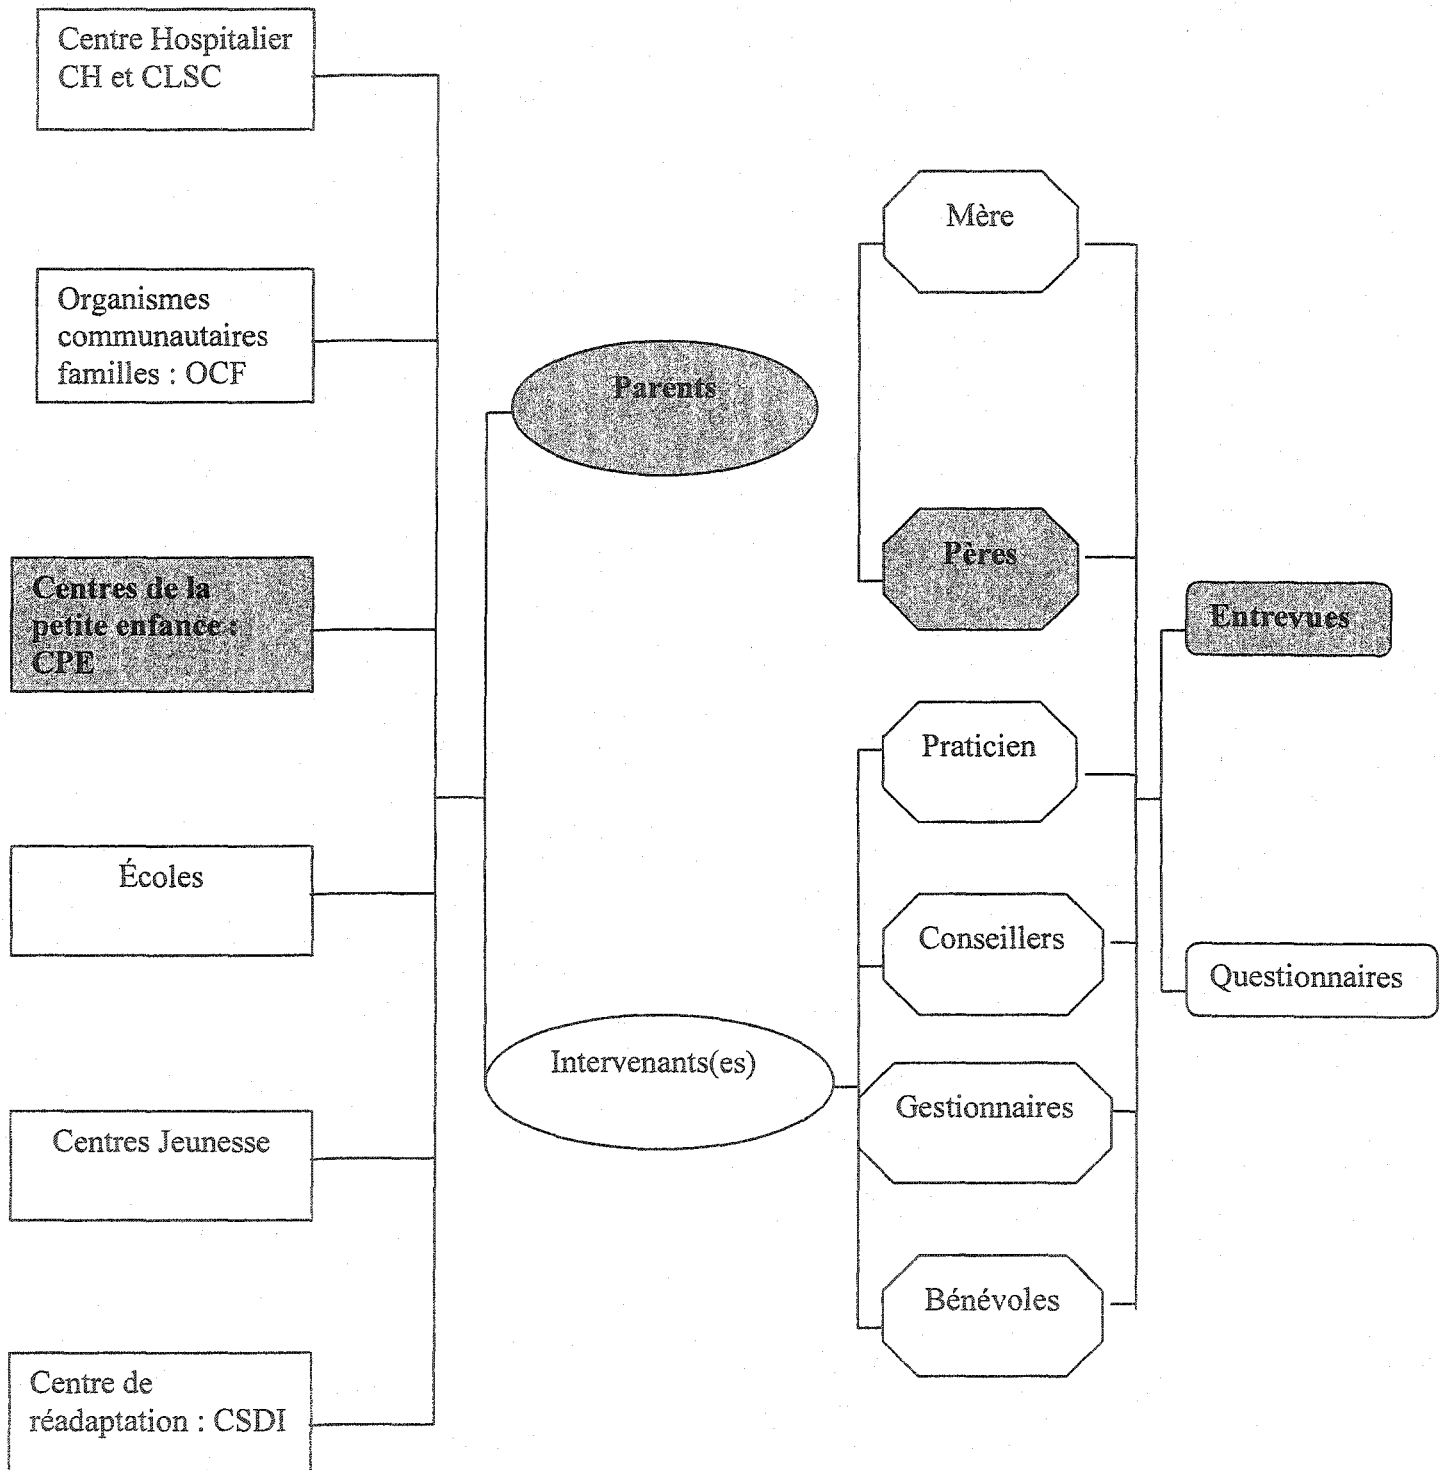 Centre Hospitalier
CH et CLSC
Organismes
communautaires
familles : OCF
Centres de la
petite enfance :
CPE
Écoles
Centres Jeunesse
Centre de
réadaptation : CSDI
Parents
Intervenants(es)
Mère
Pères
Praticien
Conseillers
Gestionnaires
Bénévoles
Entrevues
Questionnaires